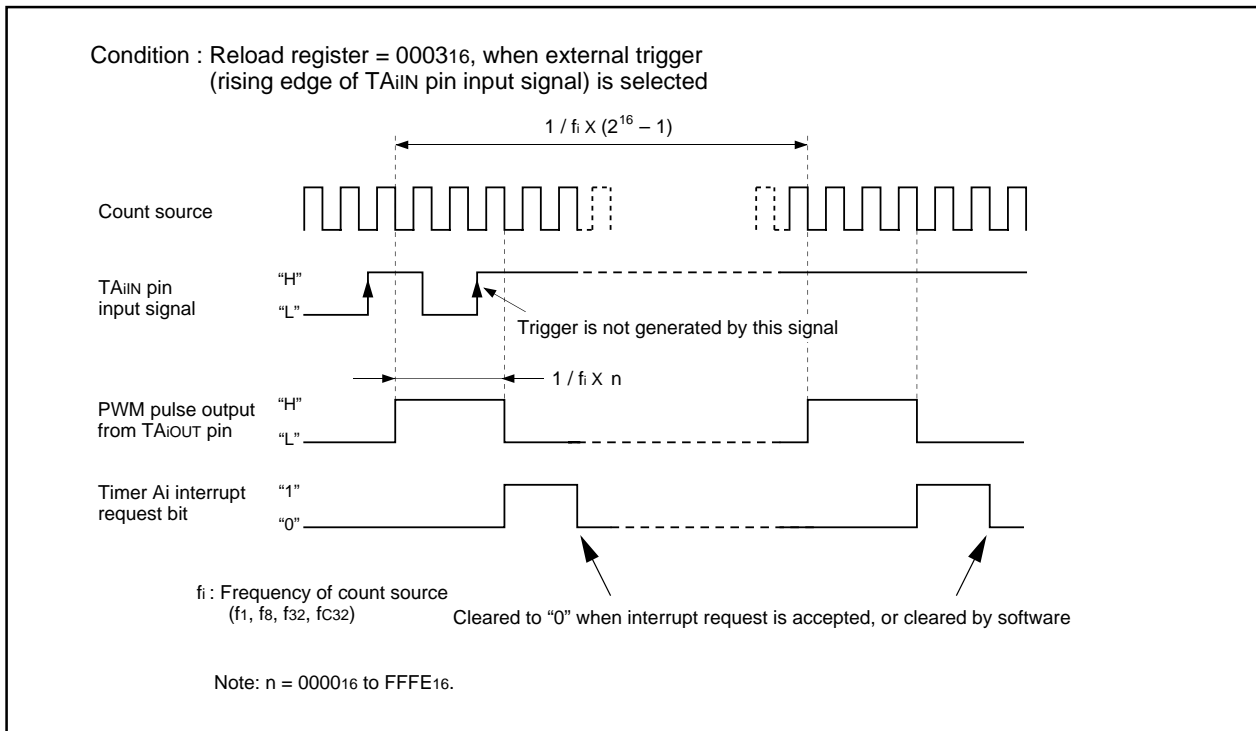 Condition : Reload register = 0003₁₆, when external trigger
(rising edge of TAiIN pin input signal) is selected
1 / fi X (2¹⁶ – 1)
Count source
TAiIN pin
input signal
“H”
“L”
Trigger is not generated by this signal
1 / fi X n
PWM pulse output
from TAiOUT pin
“H”
“L”
Timer Ai interrupt
request bit
“1”
“0”
fi : Frequency of count source
(f1, f8, f32, fC32)
Cleared to “0” when interrupt request is accepted, or cleared by software
Note: n = 0000₁₆ to FFFE₁₆.